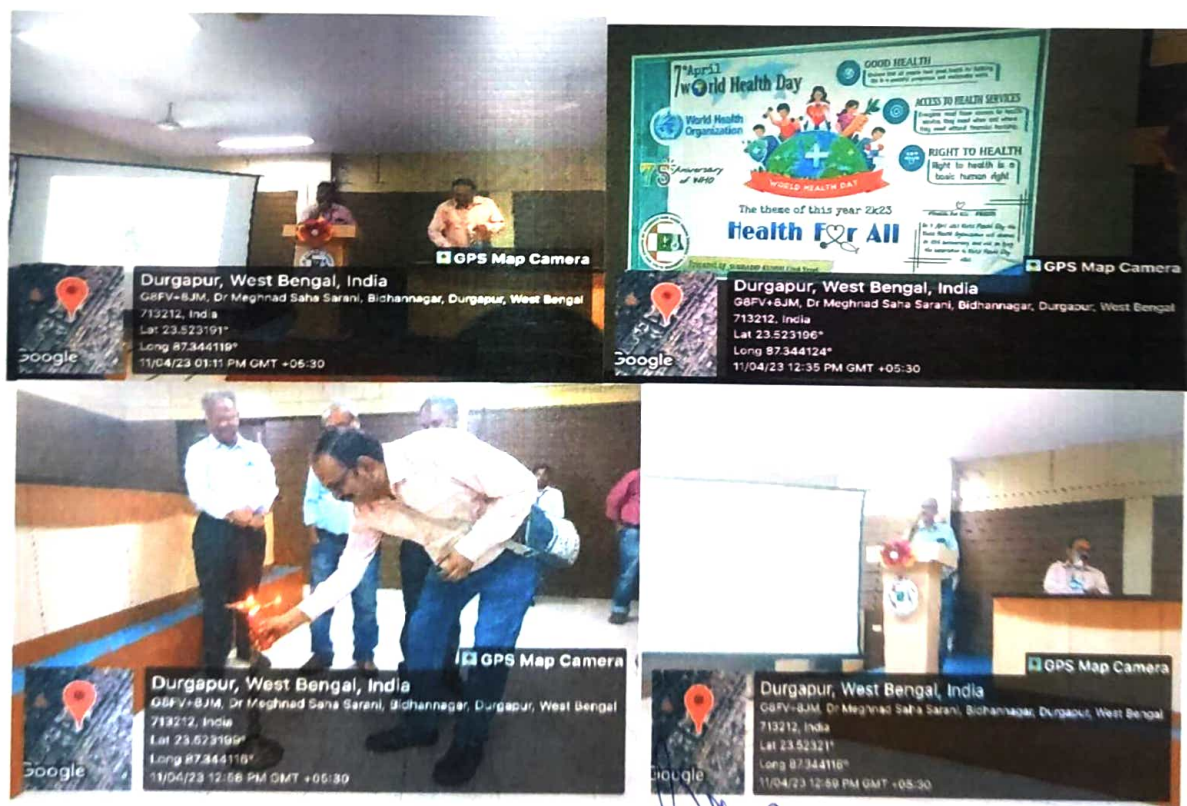 GPS Map Camera
Durgapur, West Bengal, India
G8FV+8JM, Dr Meghnad Saha Sarani, Bidhannagar, Durgapur, West Bengal
713212, India
Lat 23.523191°
Long 87.344119°
11/04/23 01:11 PM GMT +05:30
Google
7th April
World Health Day
World Health
Organization
75th Anniversary
of WHO
GOOD HEALTH
ACCESS TO HEALTH SERVICES
RIGHT TO HEALTH
Right to health is a
basic human right
WORLD HEALTH DAY
The theme of this year 2k23
Health For All
GPS Map Camera
Durgapur, West Bengal, India
G8FV+8JM, Dr Meghnad Saha Sarani, Bidhannagar, Durgapur, West Bengal
713212, India
Lat 23.523196°
Long 87.344124°
11/04/23 12:35 PM GMT +05:30
Google
GPS Map Camera
Durgapur, West Bengal, India
G8FV+8JM, Dr Meghnad Saha Sarani, Bidhannagar, Durgapur, West Bengal
713212, India
Lat 23.523199°
Long 87.344116°
11/04/23 12:58 PM GMT +05:30
Google
GPS Map Camera
Durgapur, West Bengal, India
G8FV+8JM, Dr Meghnad Saha Sarani, Bidhannagar, Durgapur, West Bengal
713212, India
Lat 23.52321°
Long 87.344116°
11/04/23 12:59 PM GMT +05:30
Google